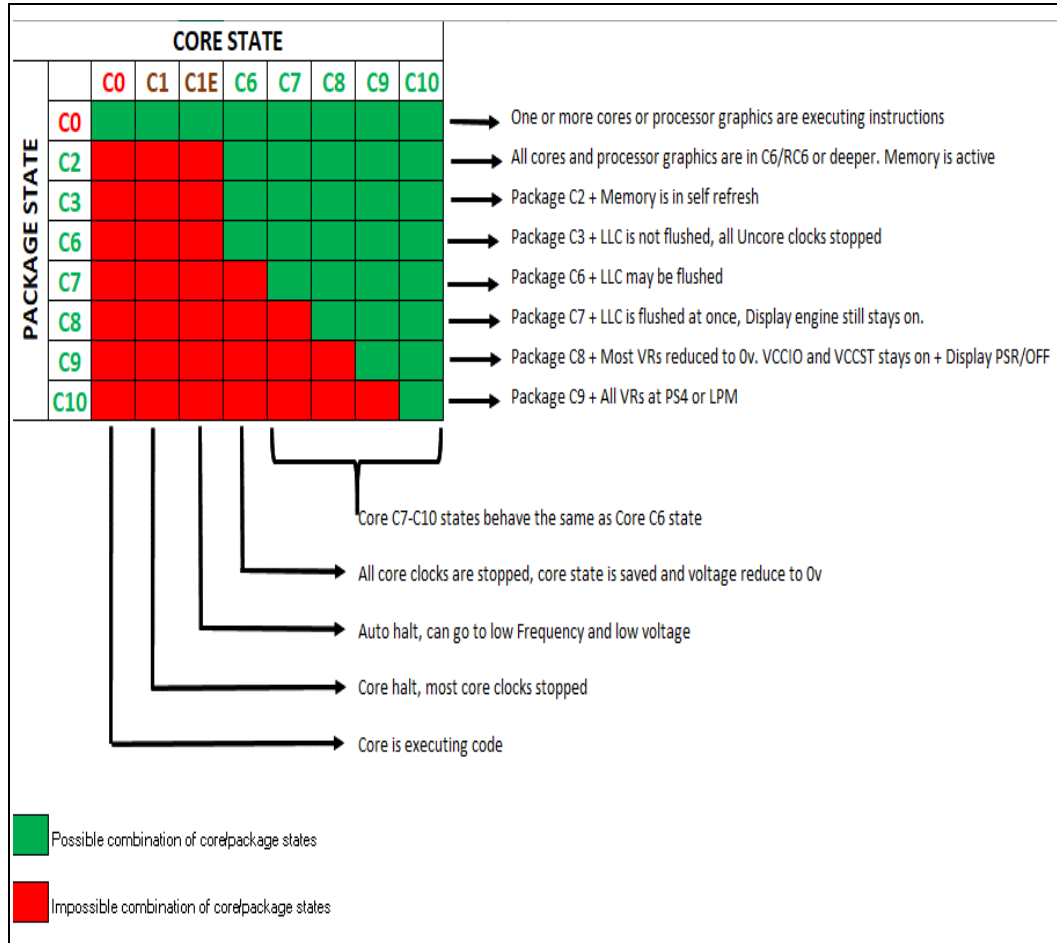 CORE STATE
C0 C1 C1E C6 C7 C8 C9 C10
PACKAGE STATE
C0 One or more cores or processor graphics are executing instructions
C2 All cores and processor graphics are in C6/RC6 or deeper. Memory is active
C3 Package C2 + Memory is in self refresh
C6 Package C3 + LLC is not flushed, all Uncore clocks stopped
C7 Package C6 + LLC may be flushed
C8 Package C7 + LLC is flushed at once, Display engine still stays on.
C9 Package C8 + Most VRs reduced to 0v. VCCIO and VCCST stays on + Display PSR/OFF
C10 Package C9 + All VRs at PS4 or LPM
Core C7-C10 states behave the same as Core C6 state
All core clocks are stopped, core state is saved and voltage reduce to 0v
Auto halt, can go to low Frequency and low voltage
Core halt, most core clocks stopped
Core is executing code
Possible combination of core/package states
Impossible combination of core/package states